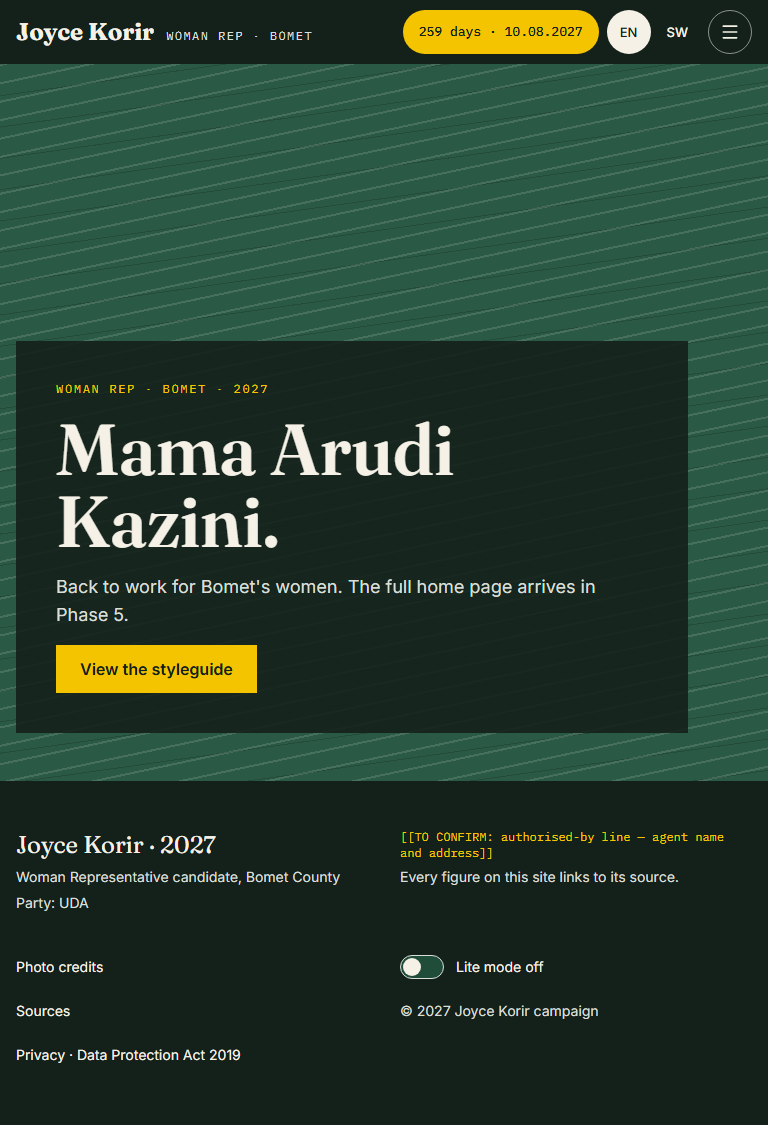 Joyce Korir WOMAN REP · BOMET
259 days · 10.08.2027
EN
SW
WOMAN REP · BOMET · 2027
Mama Arudi
Kazini.
Back to work for Bomet's women. The full home page arrives in
Phase 5.
View the styleguide
Joyce Korir · 2027
Woman Representative candidate, Bomet County
Party: UDA
[[TO CONFIRM: authorised-by line — agent name
and address]]
Every figure on this site links to its source.
Photo credits
Sources
Privacy · Data Protection Act 2019
Lite mode off
© 2027 Joyce Korir campaign